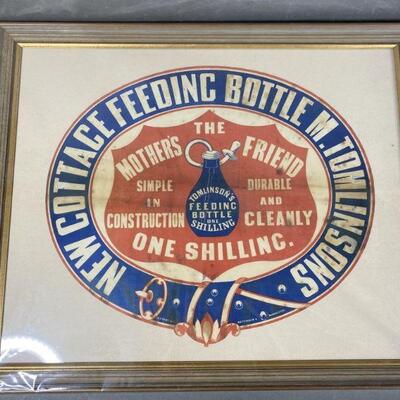 NEW COTTAGE FEEDING BOTTLE M. TOMLINSONS
THE
MOTHER'S FRIEND
SIMPLE DURABLE
IN AND
CONSTRUCTION CLEANLY
TOMLINSON'S
FEEDING
BOTTLE
ONE
SHILLING
ONE SHILLING.